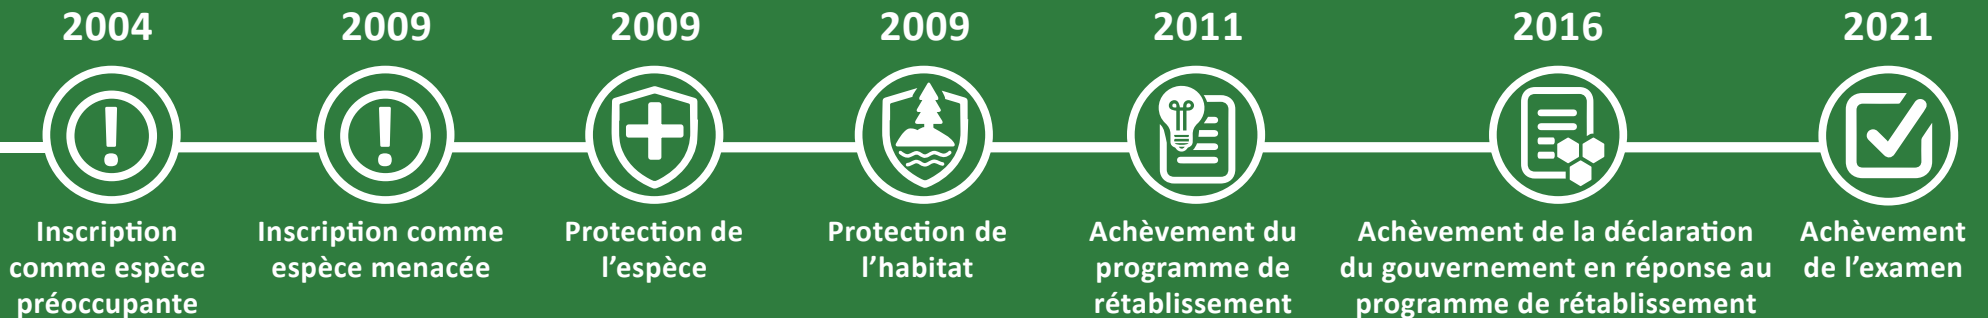 2004
Inscription
comme espèce
préoccupante
2009
Inscription comme
espèce menacée
2009
Protection de
l’espèce
2009
Protection de
l’habitat
2011
Achèvement du
programme de
rétablissement
2016
Achèvement de la déclaration
du gouvernement en réponse au
programme de rétablissement
2021
Achèvement
de l’examen